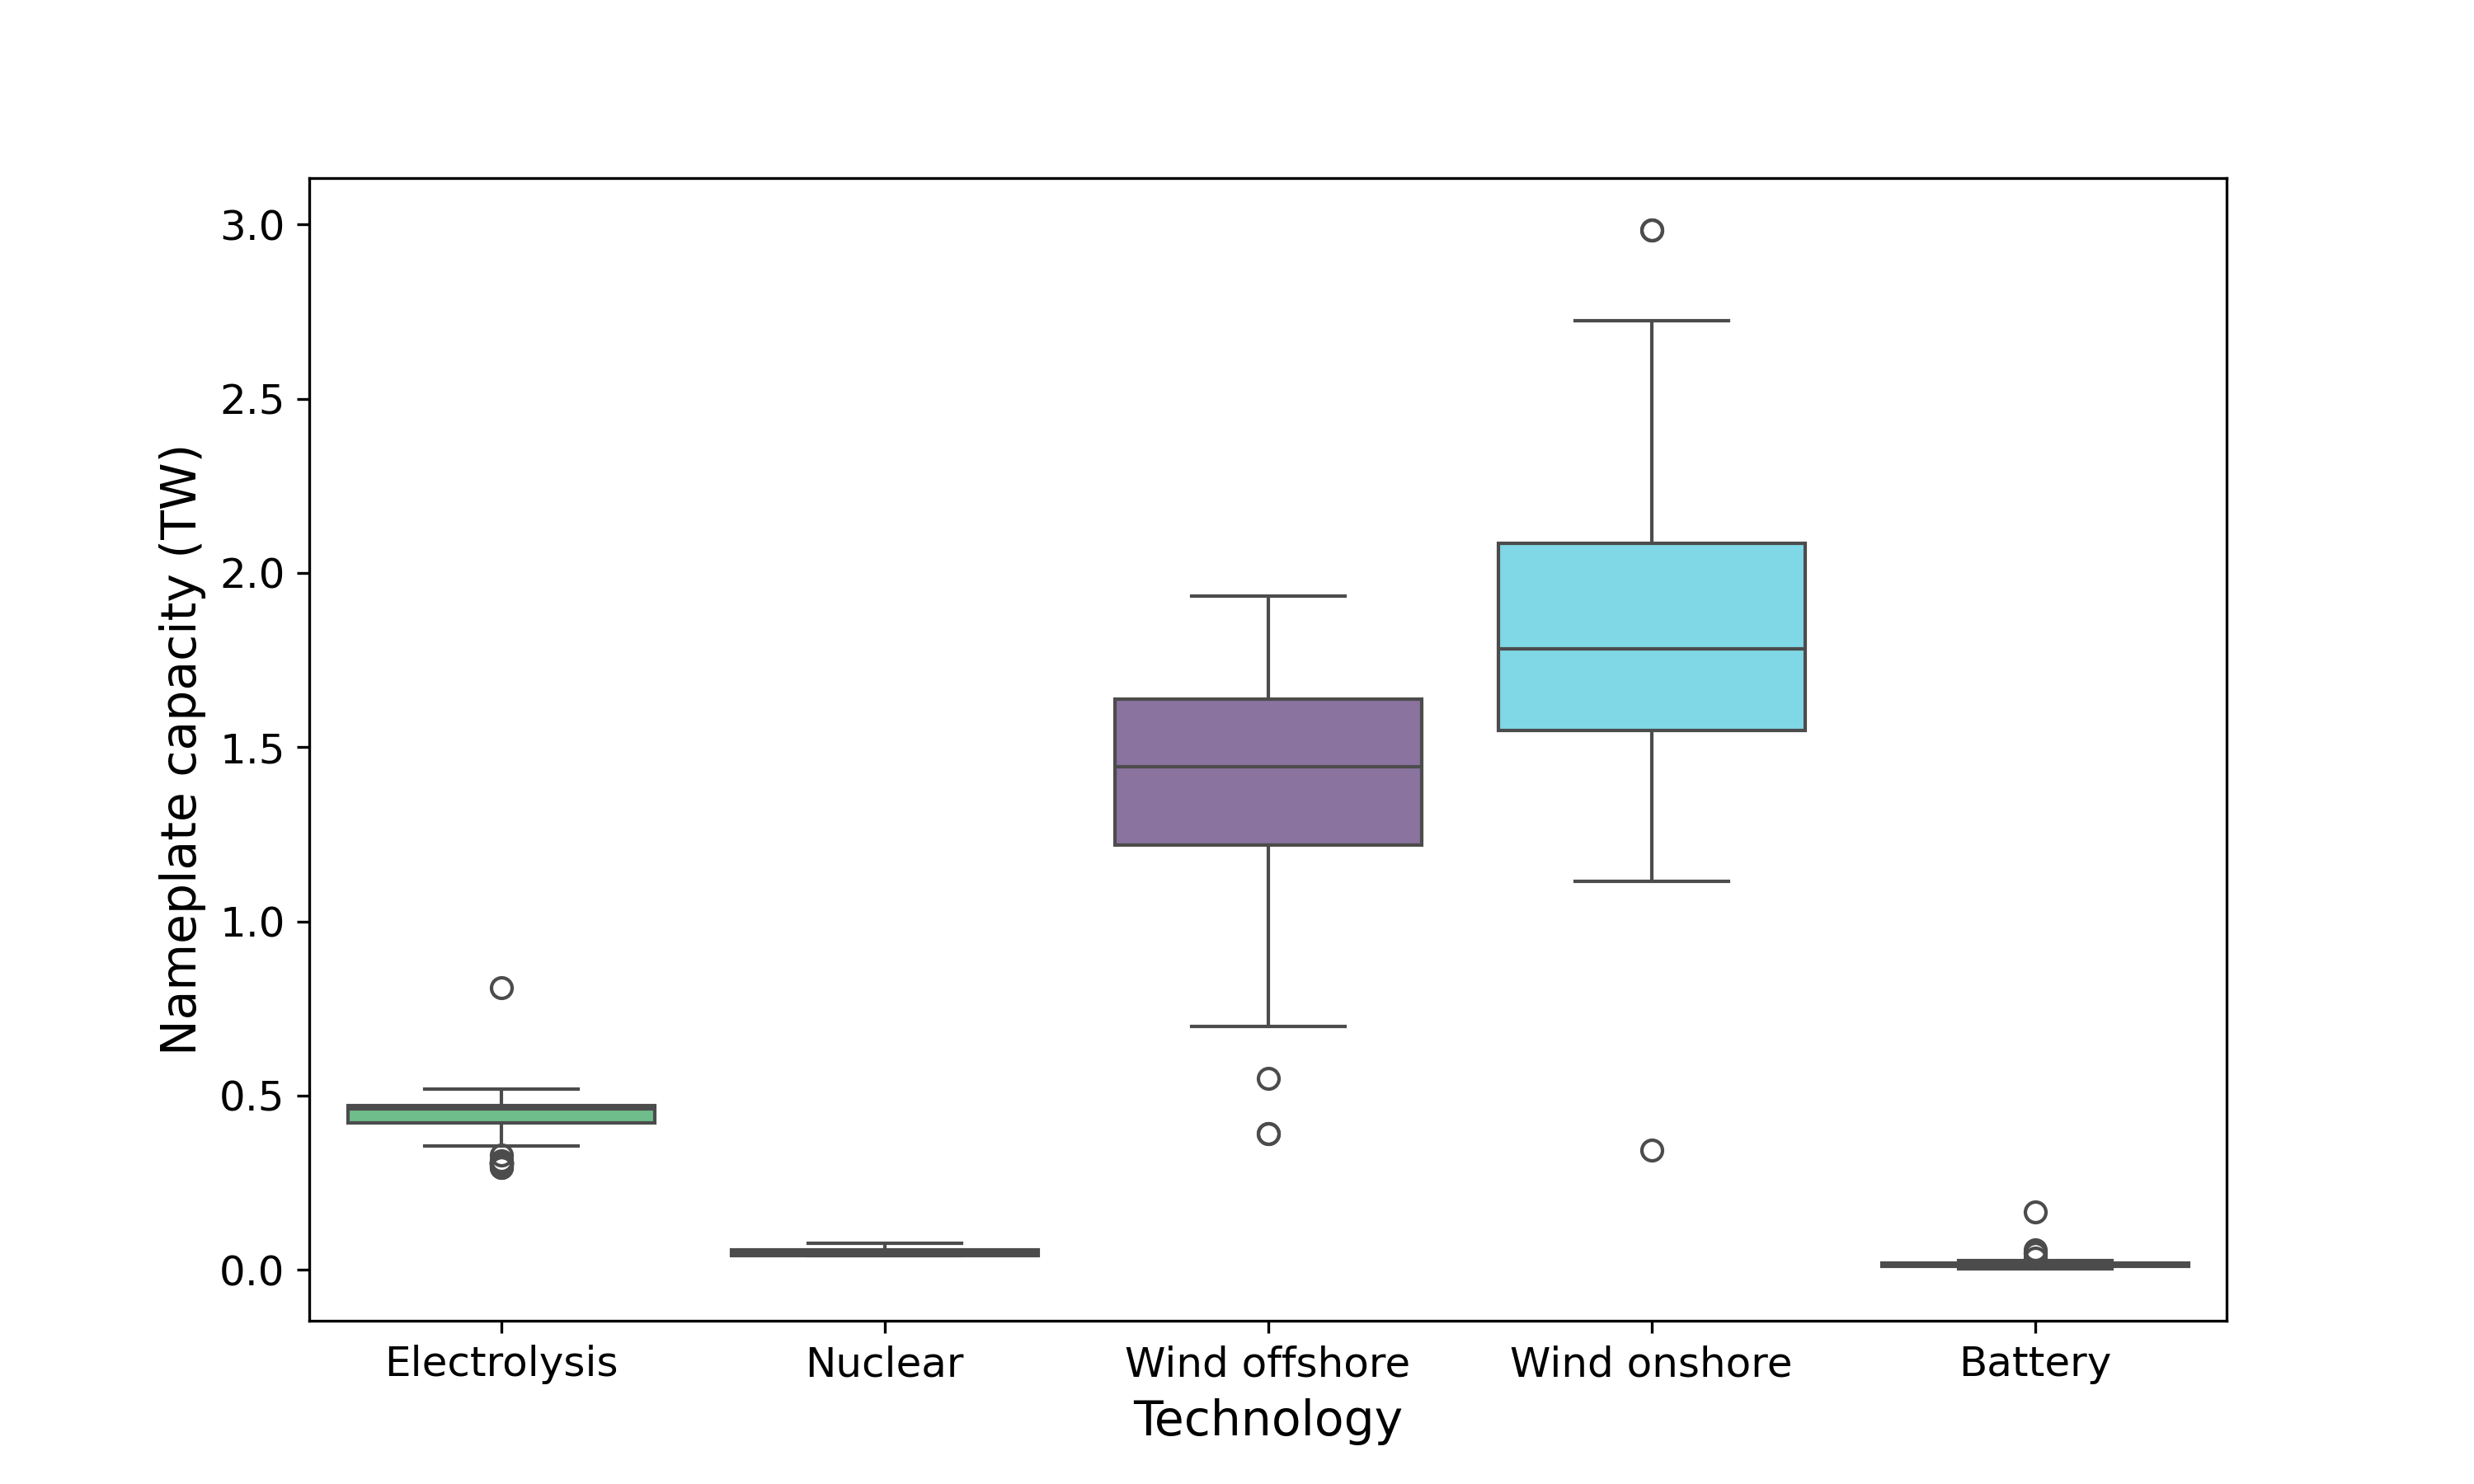 Nameplate capacity (TW)
3.0
2.5
2.0
1.5
1.0
0.5
0.0
Electrolysis
Nuclear
Wind offshore
Wind onshore
Battery
Technology